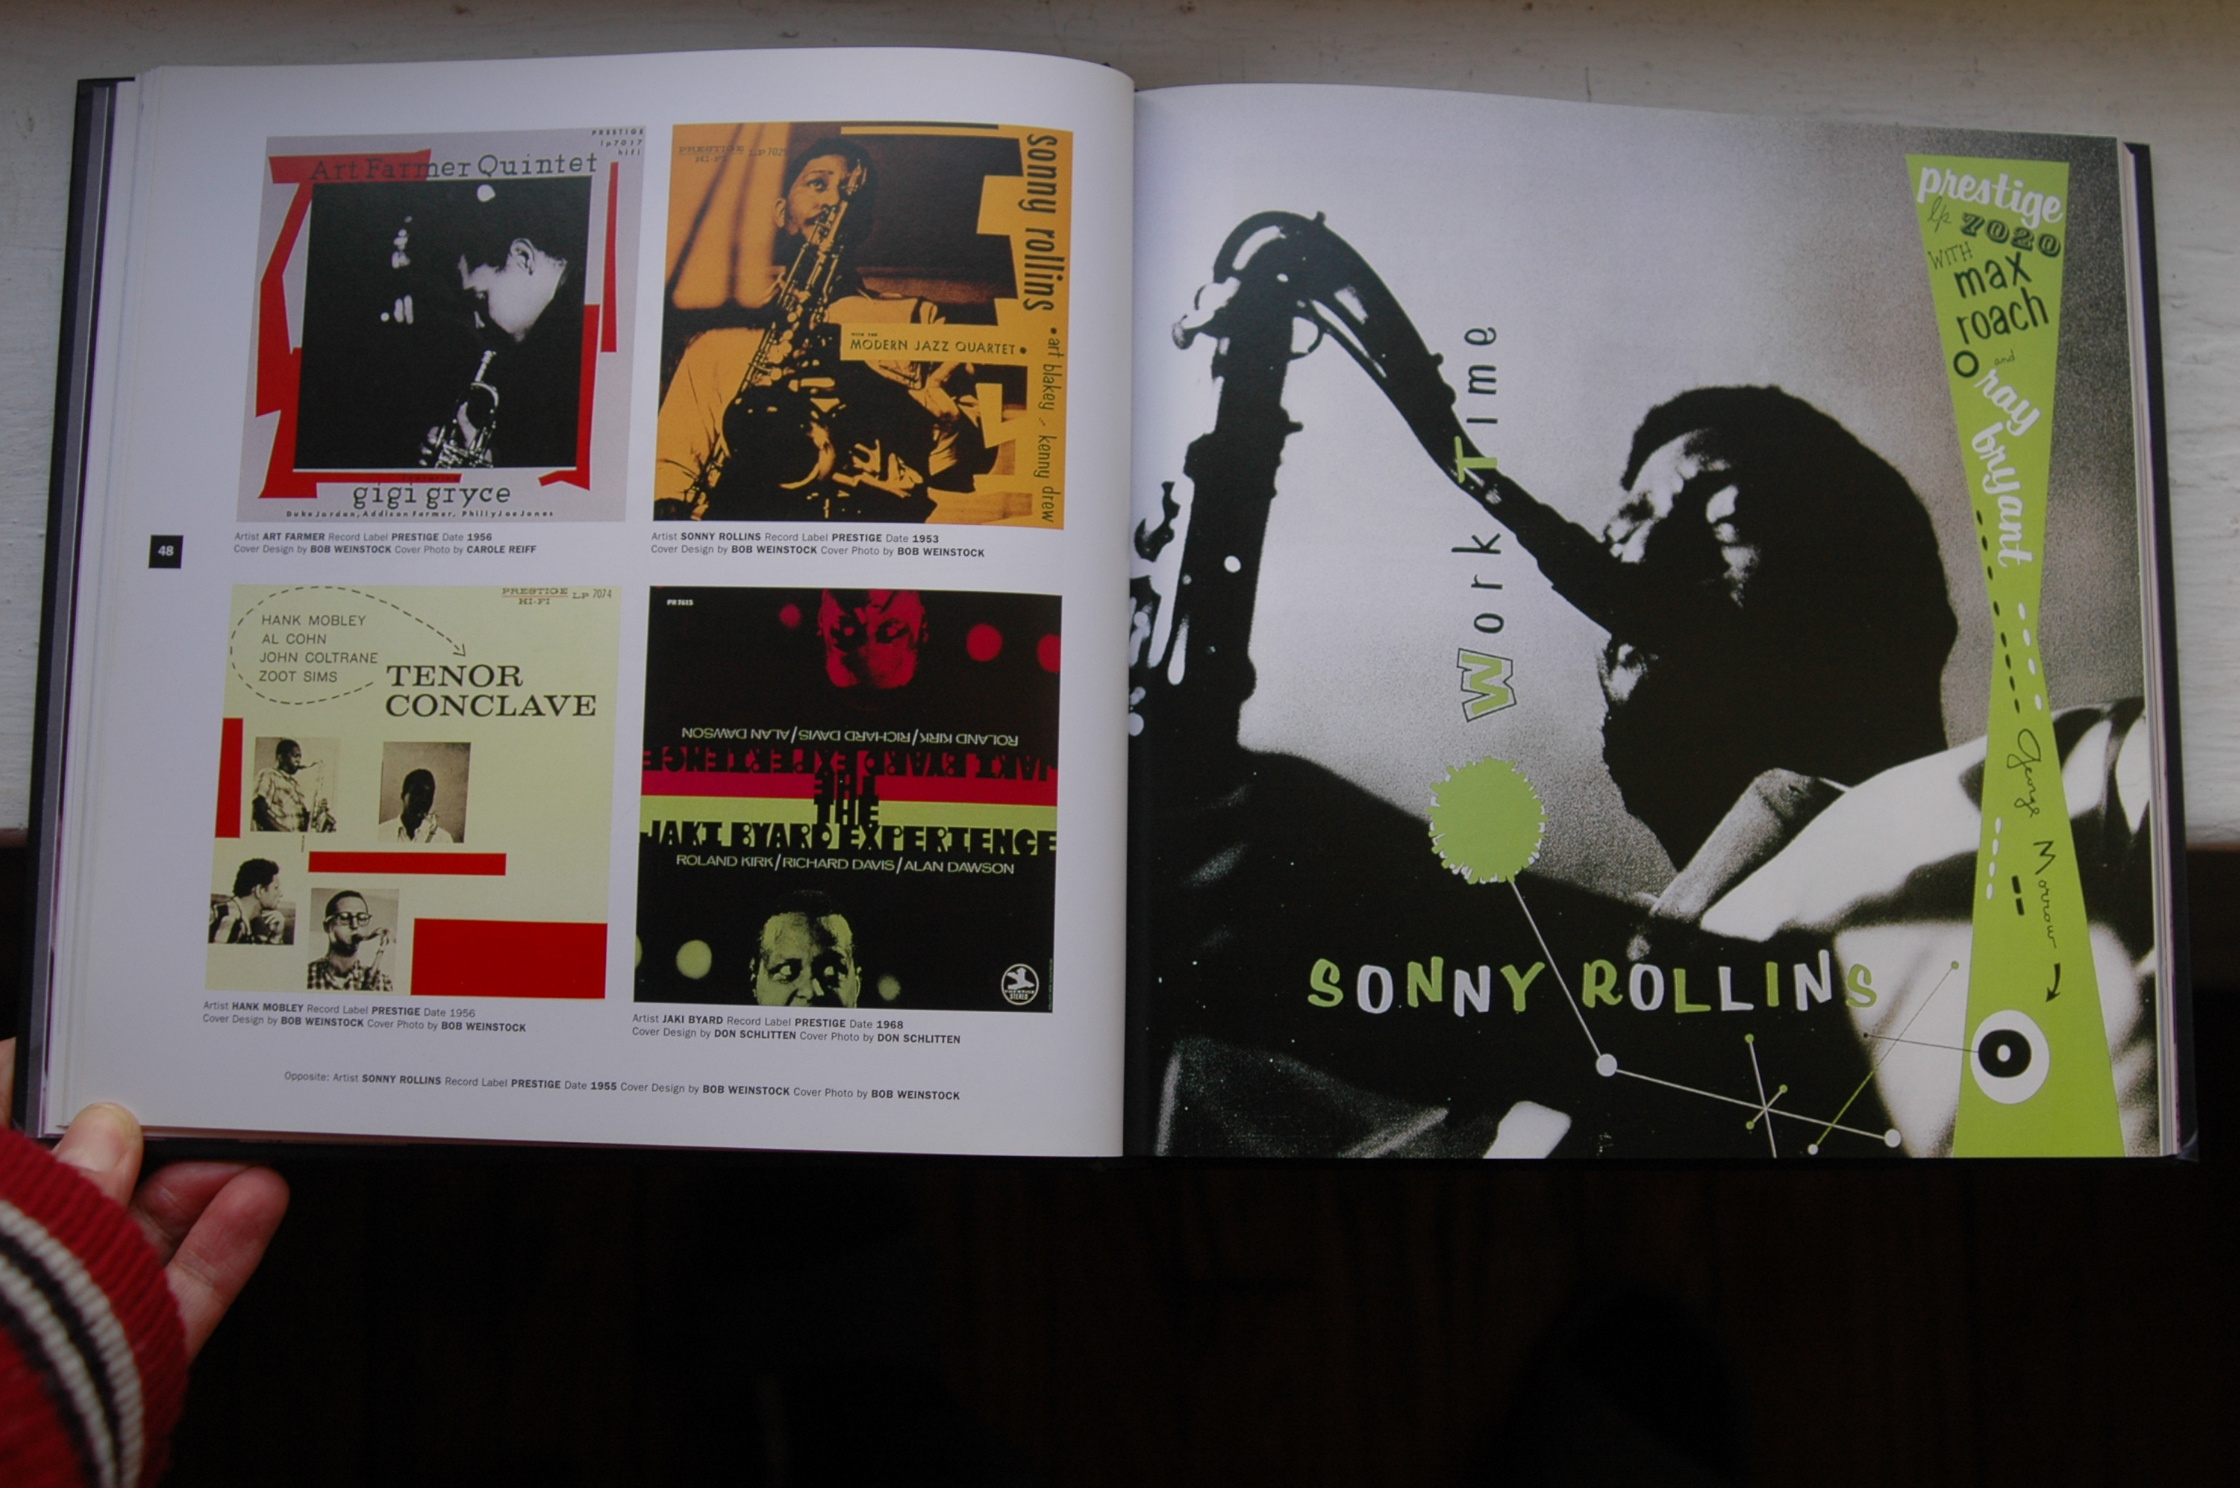 PRESTIGE
lp7017
hifi
Art Farmer Quintet
gigi gryce
Duke Jordan, Addison Farmer, Philly Joe Jones
Artist ART FARMER Record Label PRESTIGE Date 1956
Cover Design by BOB WEINSTOCK Cover Photo by CAROLE REIFF
PRESTIGE LP 7029
HI-FI
sonny rollins
WITH THE
MODERN JAZZ QUARTET •
• art blakey / kenny drew
Artist SONNY ROLLINS Record Label PRESTIGE Date 1953
Cover Design by BOB WEINSTOCK Cover Photo by BOB WEINSTOCK
48
PRESTIGE LP 7074
HI-FI
HANK MOBLEY
AL COHN
JOHN COLTRANE
ZOOT SIMS
TENOR
CONCLAVE
Artist HANK MOBLEY Record Label PRESTIGE Date 1956
Cover Design by BOB WEINSTOCK Cover Photo by BOB WEINSTOCK
PR 7615
ROLAND KIRK/RICHARD DAVIS/ALAN DAWSON
JAKI BYARD EXPERIENCE
THE
THE
JAKI BYARD EXPERIENCE
ROLAND KIRK/RICHARD DAVIS/ALAN DAWSON
STEREO
Artist JAKI BYARD Record Label PRESTIGE Date 1968
Cover Design by DON SCHLITTEN Cover Photo by DON SCHLITTEN
Opposite: Artist SONNY ROLLINS Record Label PRESTIGE Date 1955 Cover Design by BOB WEINSTOCK Cover Photo by BOB WEINSTOCK
prestige
lp 7020
WITH
max
roach
and
ray
bryant
George Morrow
Work Time
SONNY ROLLINS